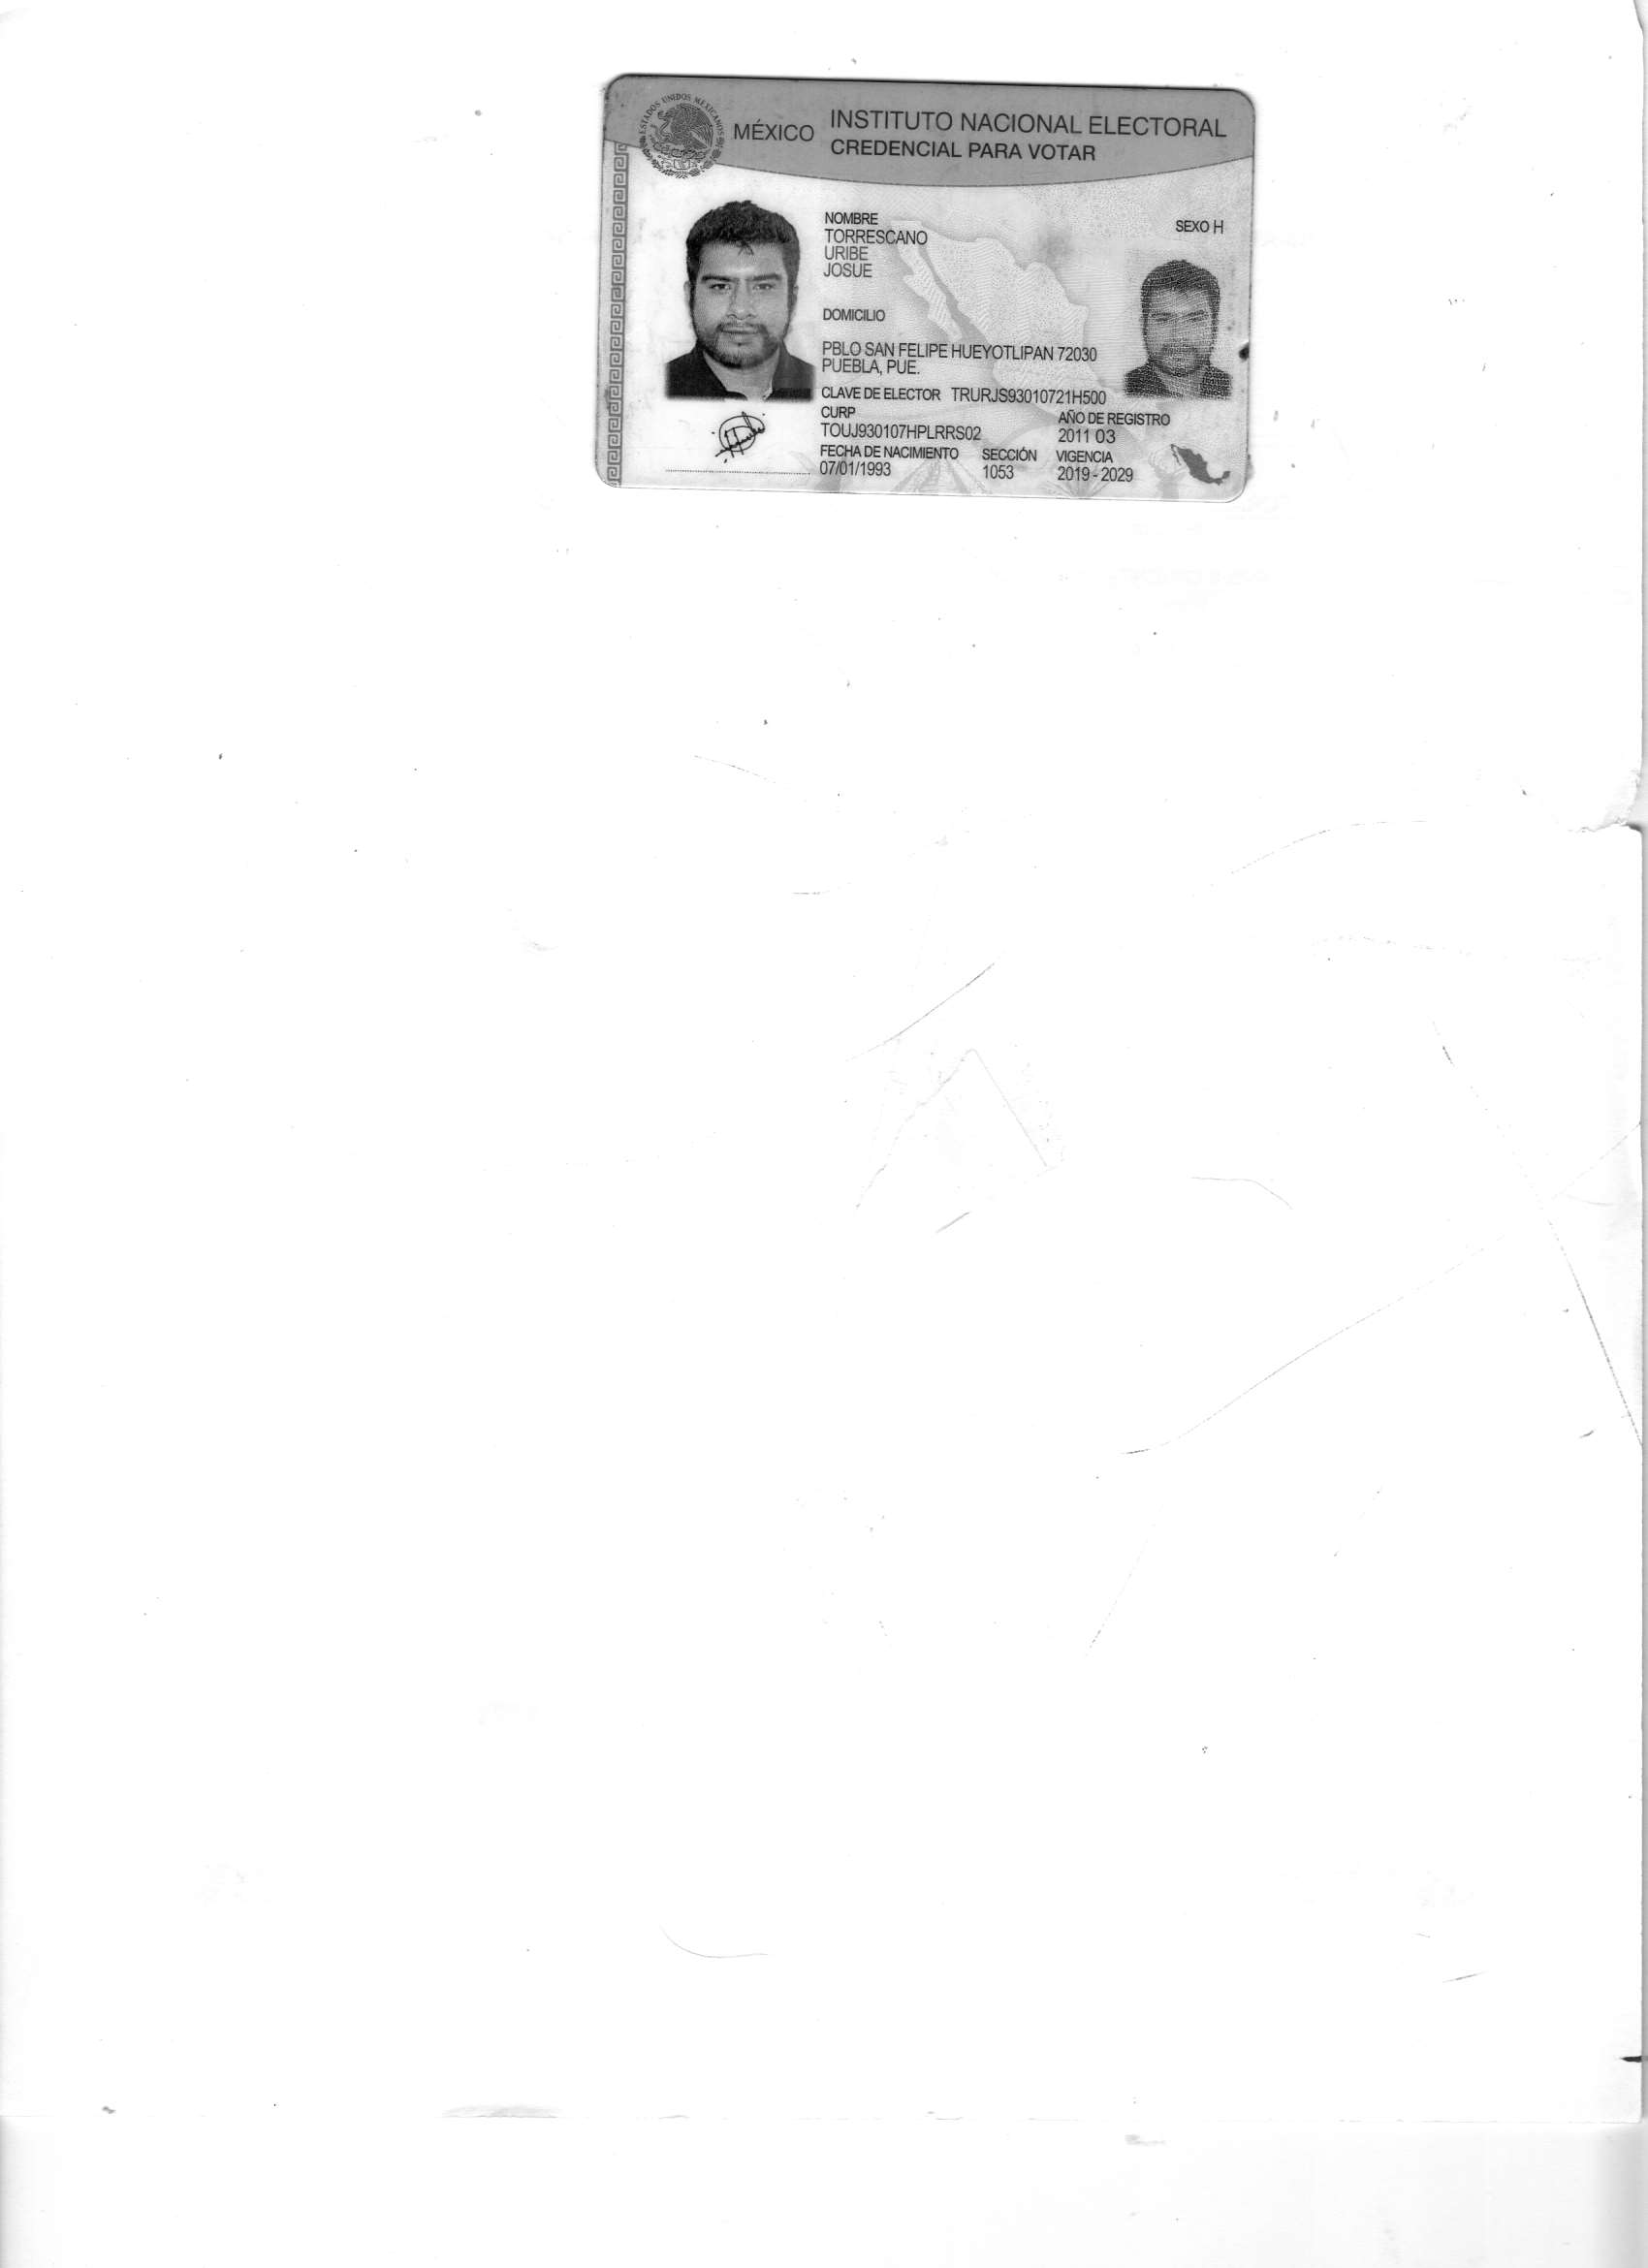 ESTADOS UNIDOS MEXICANOS
MÉXICO
INSTITUTO NACIONAL ELECTORAL
CREDENCIAL PARA VOTAR
NOMBRE
TORRESCANO
URIBE
JOSUE
SEXO H
DOMICILIO
PBLO SAN FELIPE HUEYOTLIPAN 72030
PUEBLA, PUE.
CLAVE DE ELECTOR TRURJS93010721H500
CURP
TOUJ930107HPLRRS02
AÑO DE REGISTRO
2011 03
FECHA DE NACIMIENTO
07/01/1993
SECCIÓN
1053
VIGENCIA
2019 - 2029